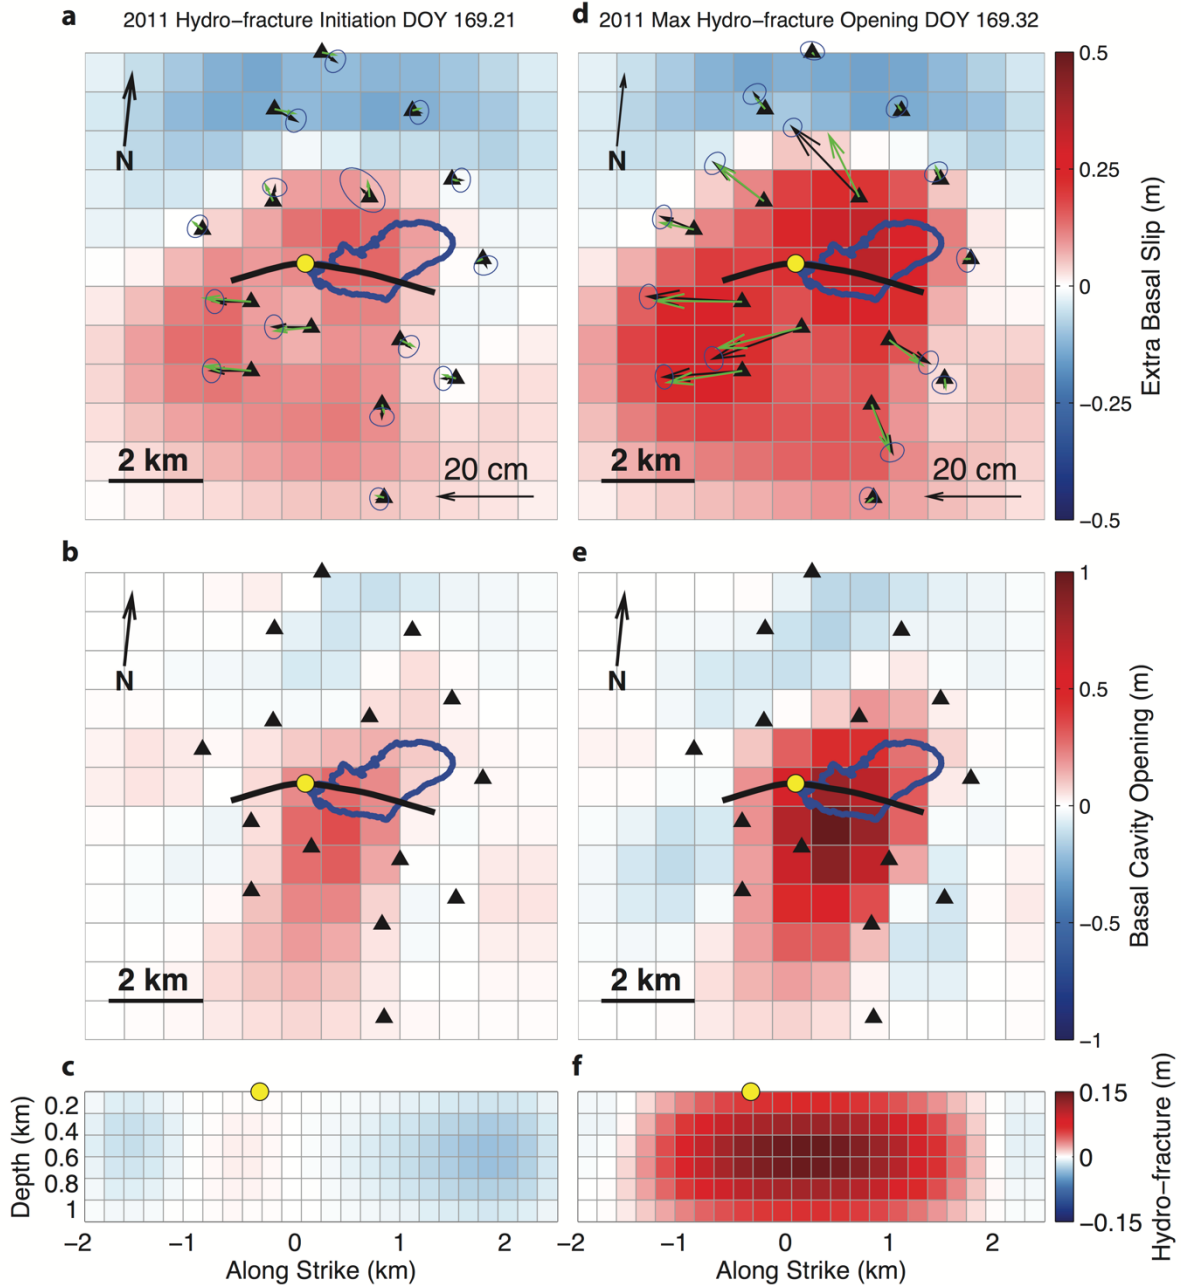 a
2011 Hydro-fracture Initiation DOY 169.21
N
2 km
20 cm
d
2011 Max Hydro-fracture Opening DOY 169.32
N
2 km
20 cm
0.5
0.25
0
-0.25
-0.5
Extra Basal Slip (m)
b
N
2 km
e
N
2 km
1
0.5
0
-0.5
-1
Basal Cavity Opening (m)
c
Depth (km)
0.2
0.4
0.6
0.8
1
-2 -1 0 1 2
Along Strike (km)
f
-2 -1 0 1 2
Along Strike (km)
0.15
0
-0.15
Hydro-fracture (m)